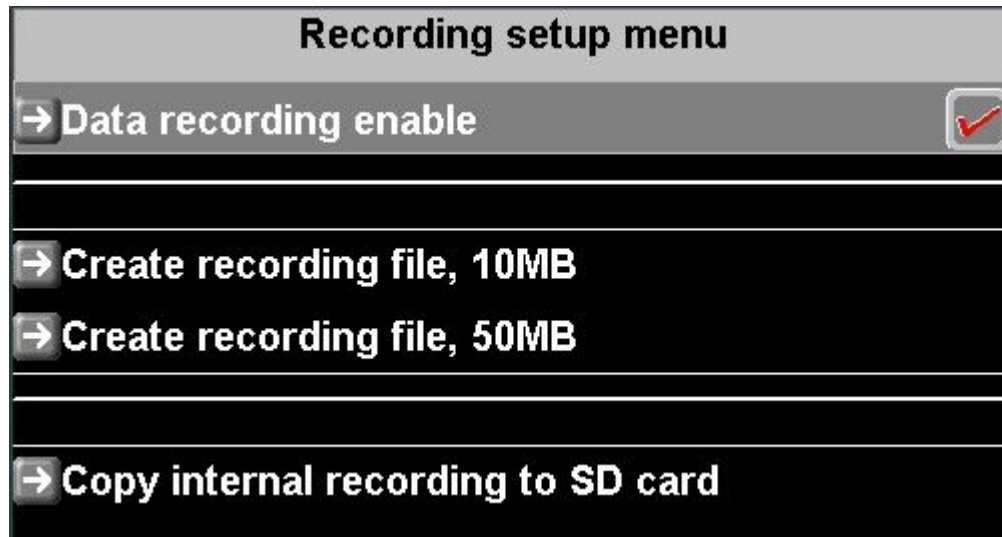 Recording setup menu
Data recording enable
Create recording file, 10MB
Create recording file, 50MB
Copy internal recording to SD card